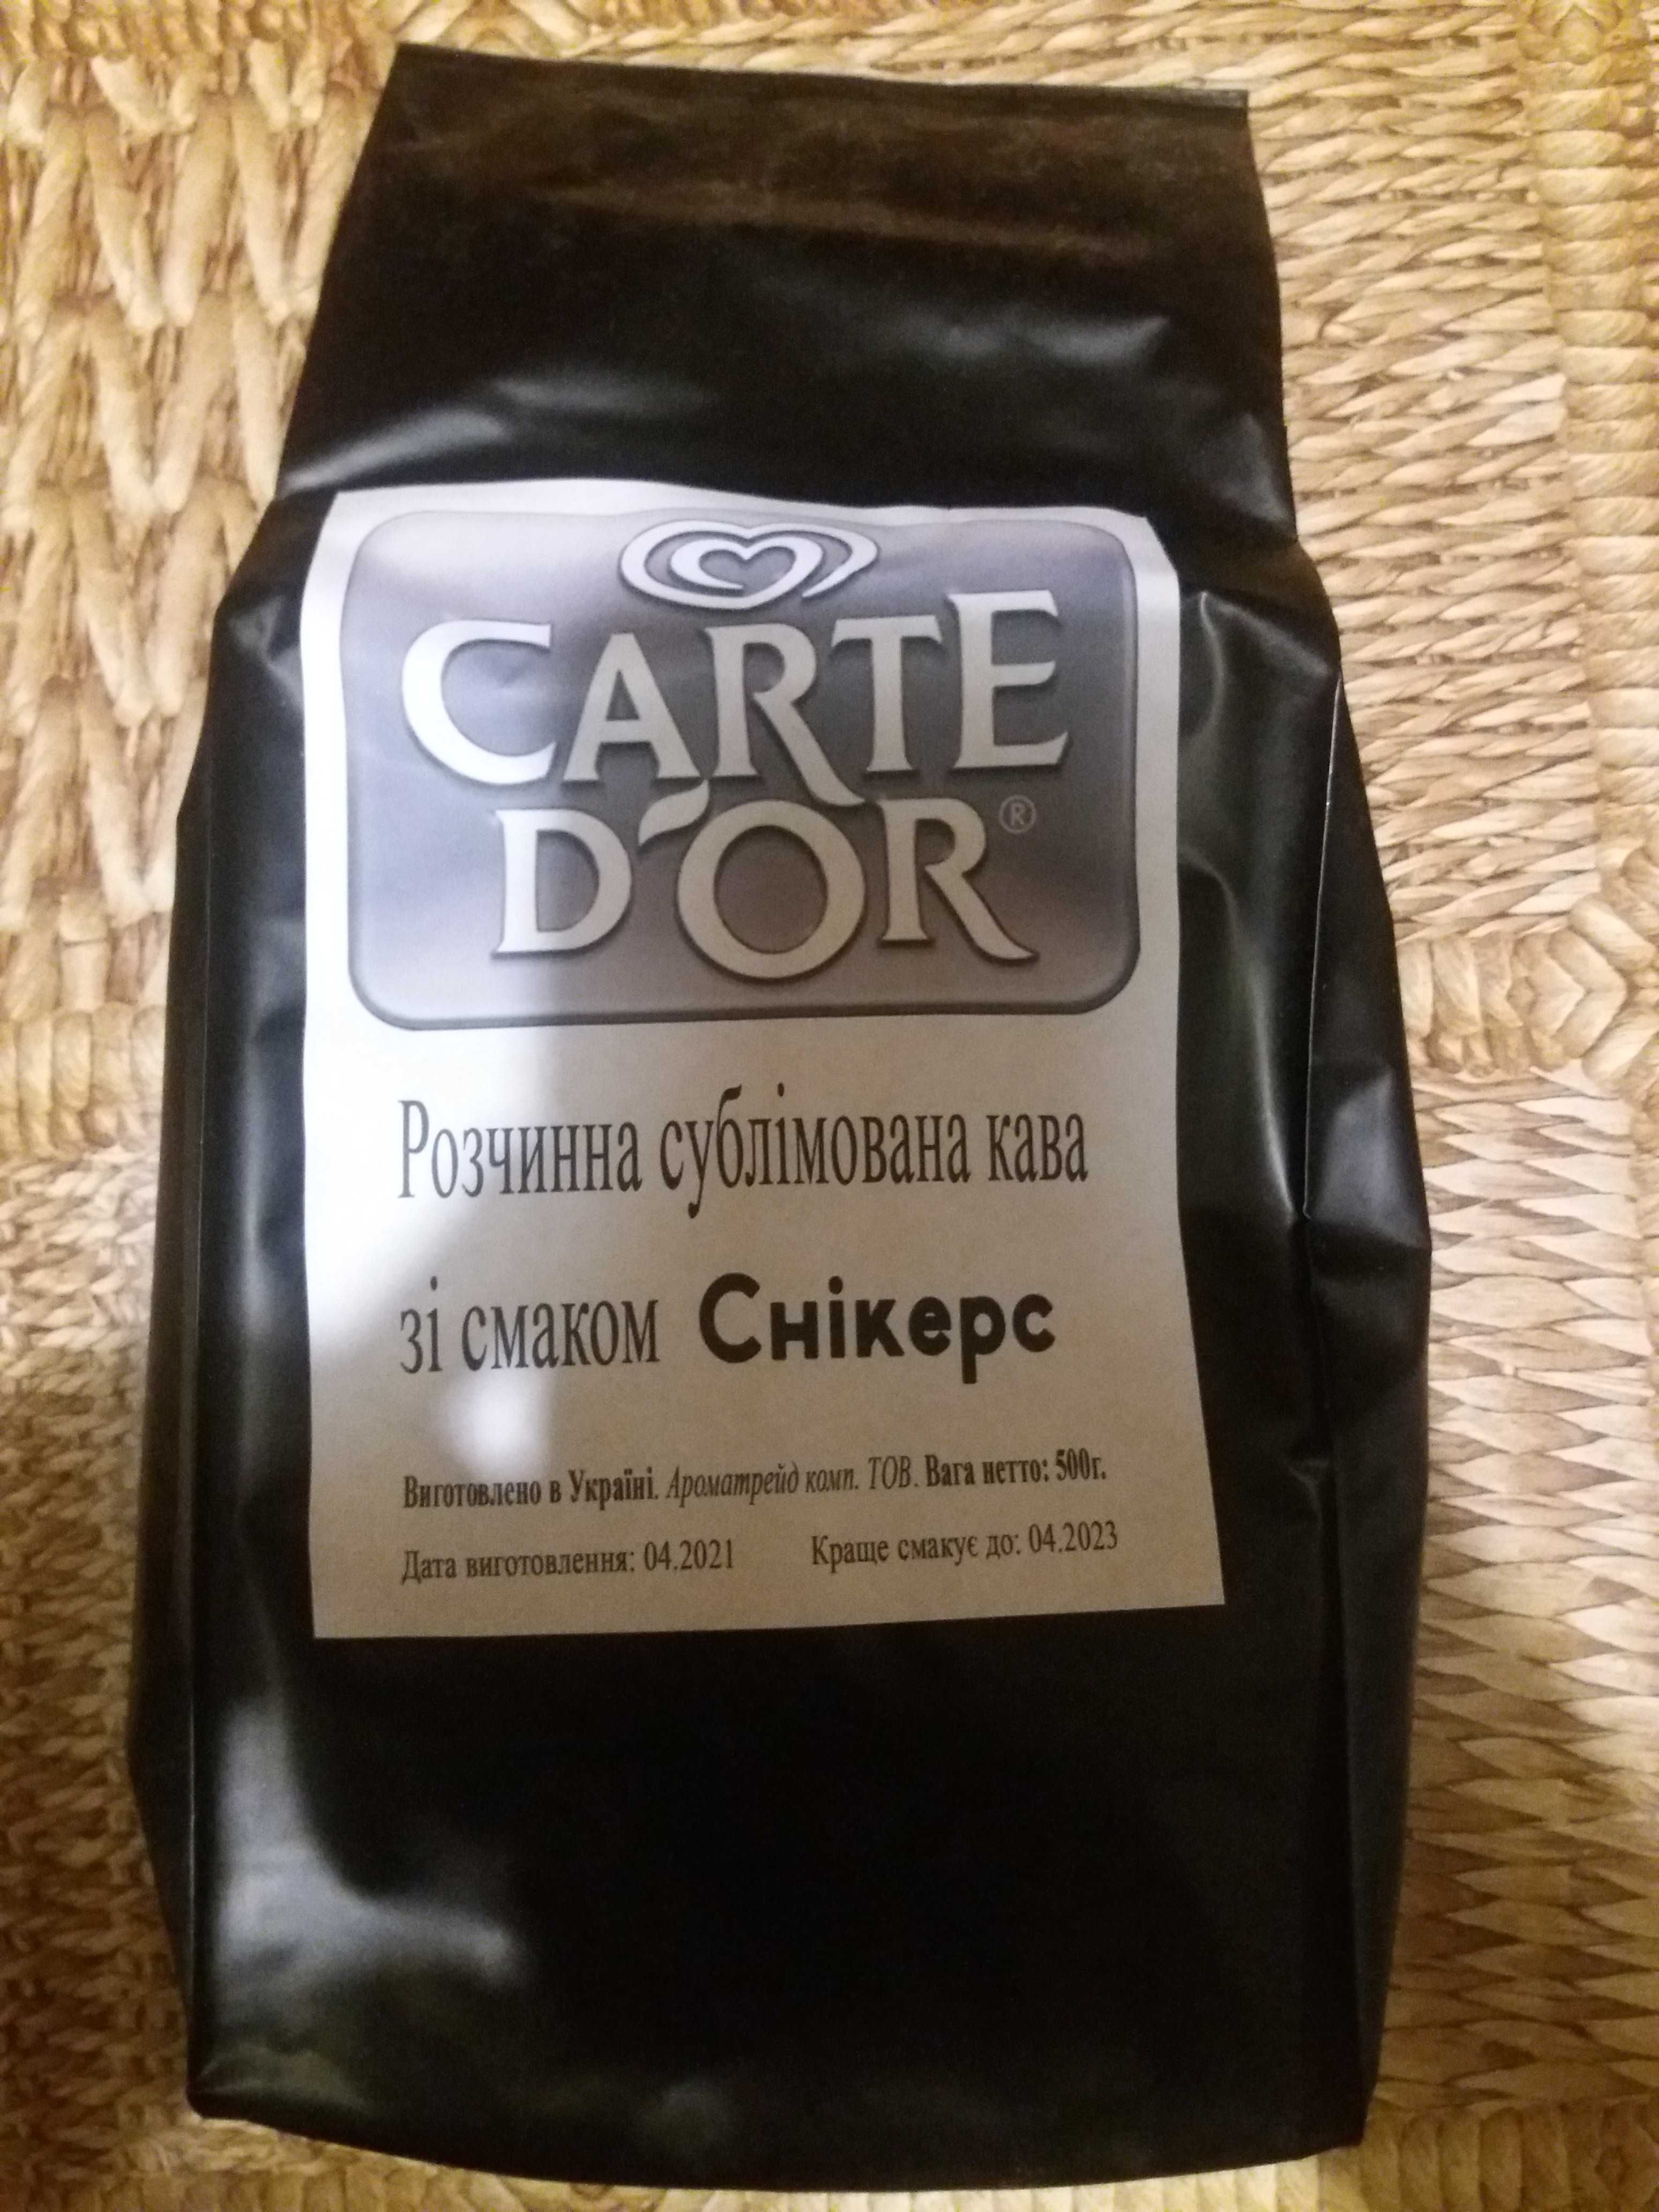 CARTE
D'OR®
Розчинна сублімована кава
зі смаком Снікерс
Виготовлено в Україні. Ароматрейд комп. ТОВ. Вага нетто: 500г.
Дата виготовлення: 04.2021 Краще смакує до: 04.2023